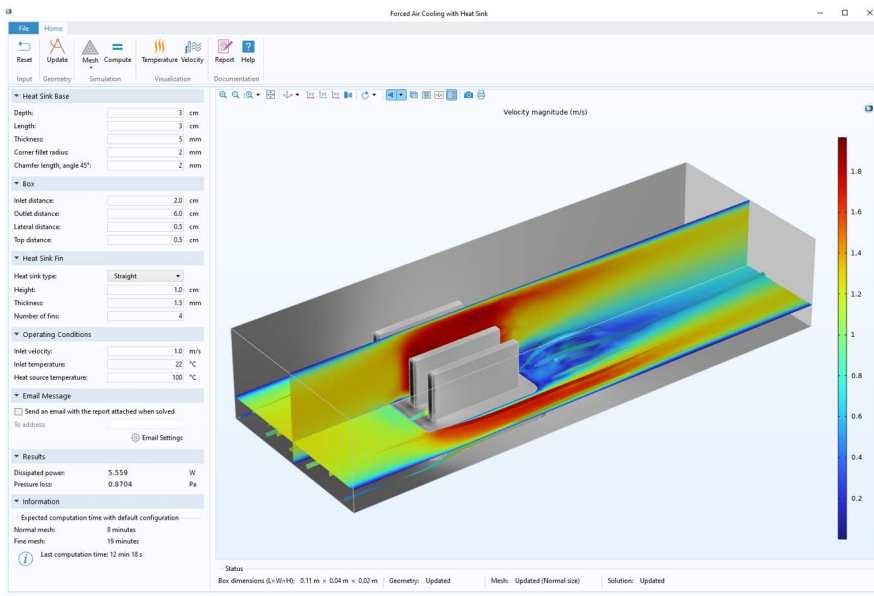 Forced Air Cooling with Heat Sink
File Home
Reset Update Mesh Compute Temperature Velocity Report Help
Input Geometry Simulation Visualization Documentation
Heat Sink Base
Depth: 3 cm
Length: 3 cm
Thickness: 5 mm
Corner fillet radius: 2 mm
Chamfer length, angle 45°: 2 mm
Box
Inlet distance: 2.0 cm
Outlet distance: 6.0 cm
Lateral distance: 0.5 cm
Top distance: 0.5 cm
Heat Sink Fin
Heat sink type: Straight
Height: 1.0 cm
Thickness: 1.5 mm
Number of fins: 4
Operating Conditions
Inlet velocity: 1.0 m/s
Inlet temperature: 22 °C
Heat source temperature: 100 °C
Email Message
Send an email with the report attached when solved
To address:
Email Settings
Results
Dissipated power: 5.559 W
Pressure loss: 0.8704 Pa
Information
Expected computation time with default configuration
Normal mesh: 8 minutes
Fine mesh: 19 minutes
Last computation time: 12 min 18 s
Velocity magnitude (m/s)
1.8
1.6
1.4
1.2
1
0.8
0.6
0.4
0.2
Status
Box dimensions (L×W×H): 0.11 m × 0.04 m × 0.02 m Geometry: Updated Mesh: Updated (Normal size) Solution: Updated